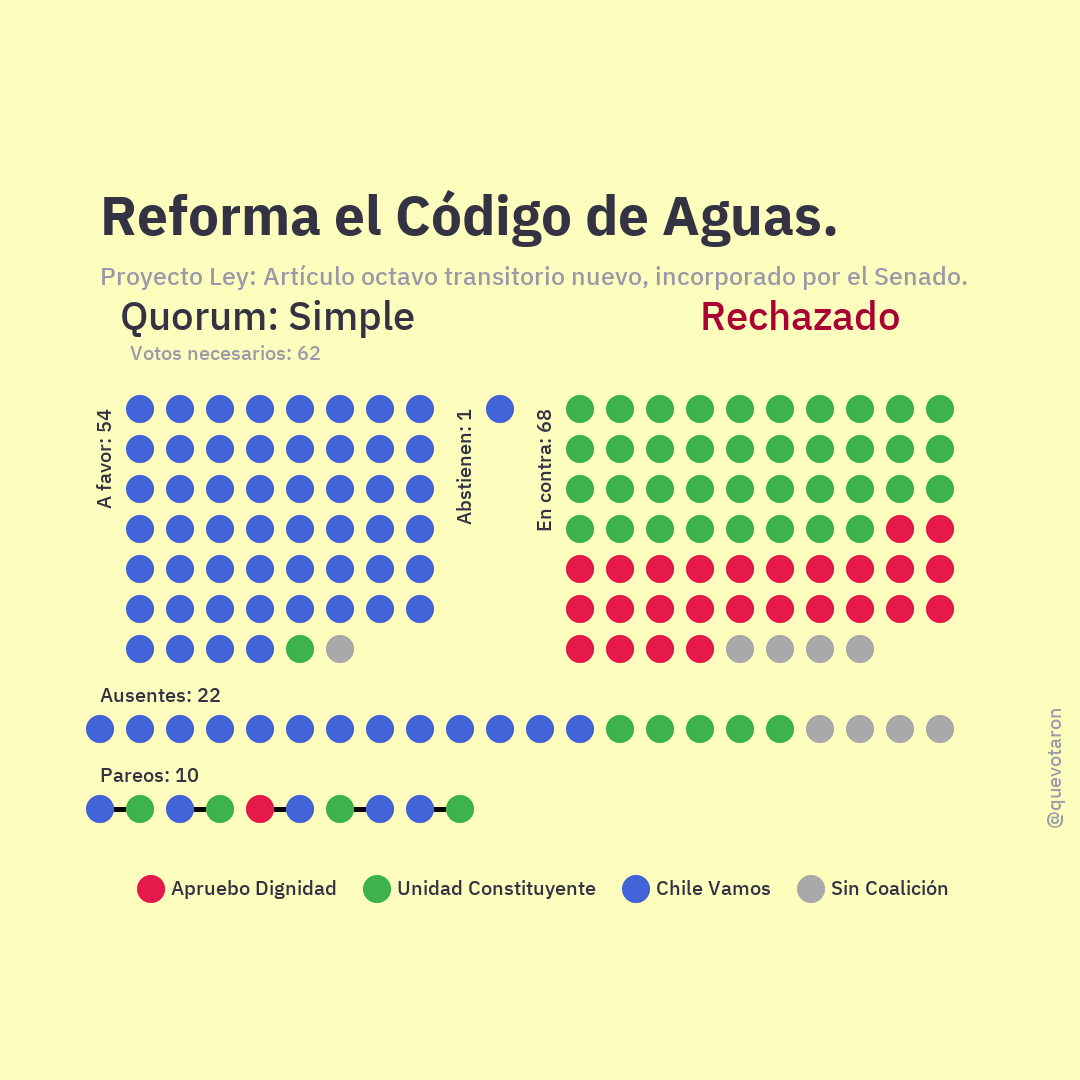 Reforma el Código de Aguas.
Proyecto Ley: Artículo octavo transitorio nuevo, incorporado por el Senado.
Quorum: Simple
Rechazado
Votos necesarios: 62
A favor: 54
Abstienen: 1
En contra: 68
Ausentes: 22
Pareos: 10
@quevotaron
Apruebo Dignidad
Unidad Constituyente
Chile Vamos
Sin Coalición